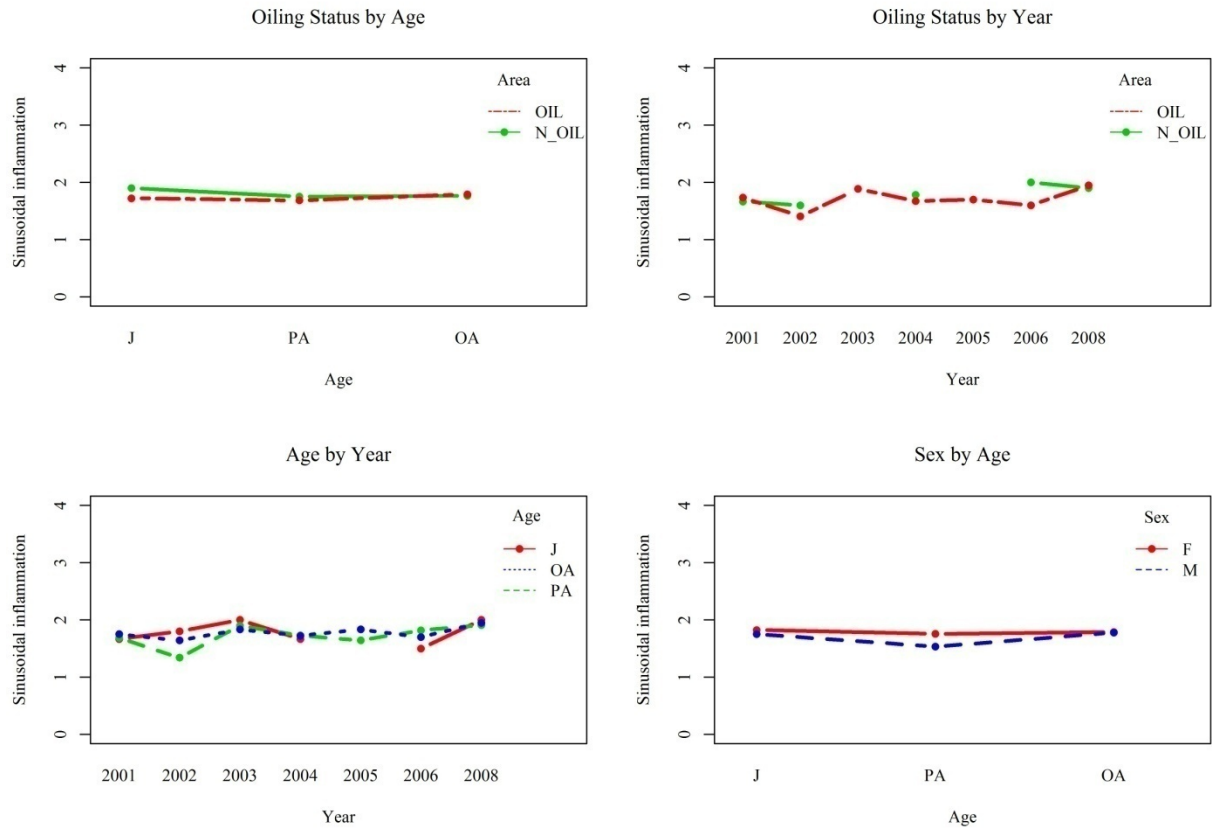 Oiling Status by Age
Sinusoidal inflammation
4
3
2
1
0
Area
OIL
N_OIL
J PA OA
Age
Oiling Status by Year
Sinusoidal inflammation
4
3
2
1
0
Area
OIL
N_OIL
2001 2002 2003 2004 2005 2006 2008
Year
Age by Year
Sinusoidal inflammation
4
3
2
1
0
Age
J
OA
PA
2001 2002 2003 2004 2005 2006 2008
Year
Sex by Age
Sinusoidal inflammation
4
3
2
1
0
Sex
F
M
J PA OA
Age